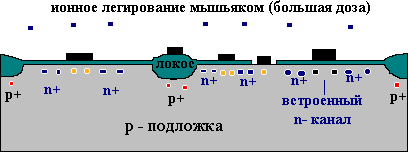 ионное легирование мышьяком (большая доза)
локос
p+
n+
n+
p+
n+
n+
n+
n+
p+
встроенный
n- канал
р - подложка